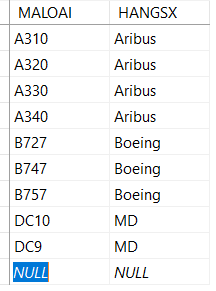 MALOAI HANGSX
A310 Aribus
A320 Aribus
A330 Aribus
A340 Aribus
B727 Boeing
B747 Boeing
B757 Boeing
DC10 MD
DC9 MD
NULL NULL